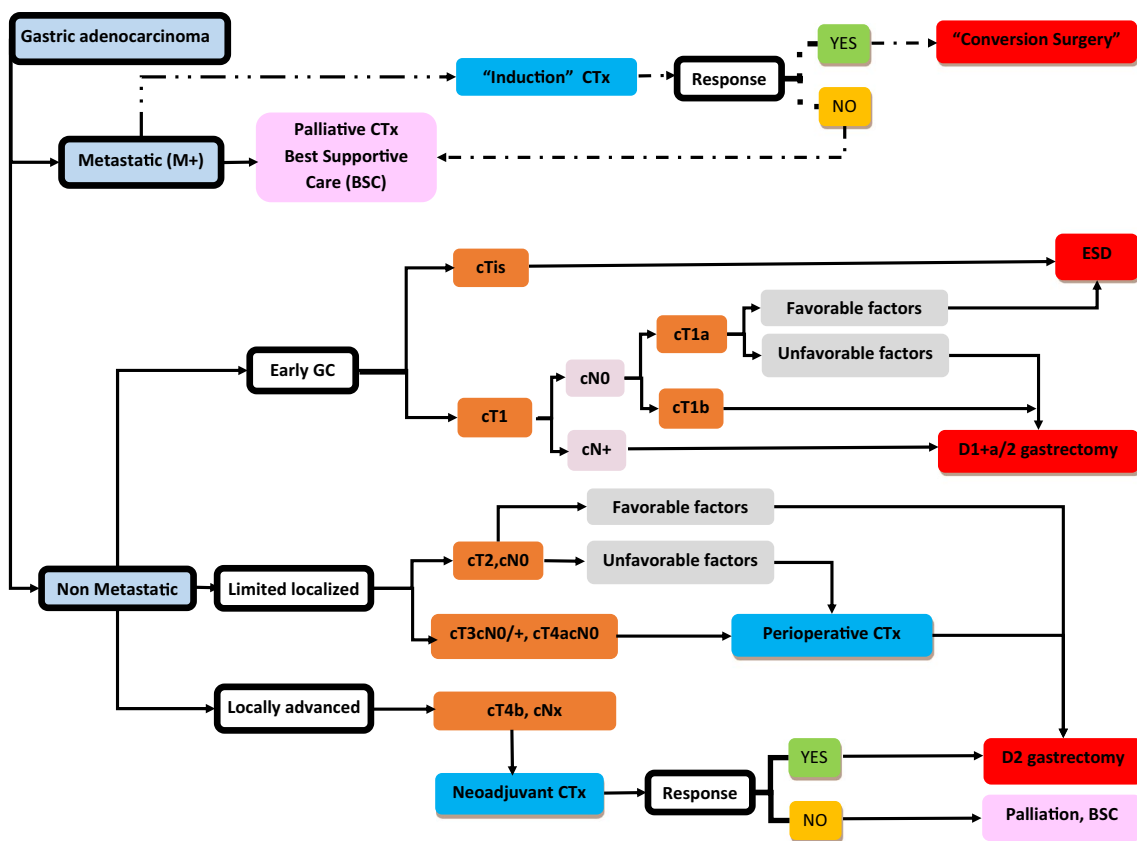 Gastric adenocarcinoma
YES
“Conversion Surgery”
“Induction” CTx
Response
NO
Metastatic (M+)
Palliative CTx
Best Supportive
Care (BSC)
cTis
ESD
Favorable factors
cT1a
Unfavorable factors
Early GC
cN0
cT1b
cT1
cN+
D1+a/2 gastrectomy
Favorable factors
cT2,cN0
Unfavorable factors
Non Metastatic
Limited localized
cT3cN0/+, cT4acN0
Perioperative CTx
Locally advanced
cT4b, cNx
YES
D2 gastrectomy
Neoadjuvant CTx
Response
NO
Palliation, BSC